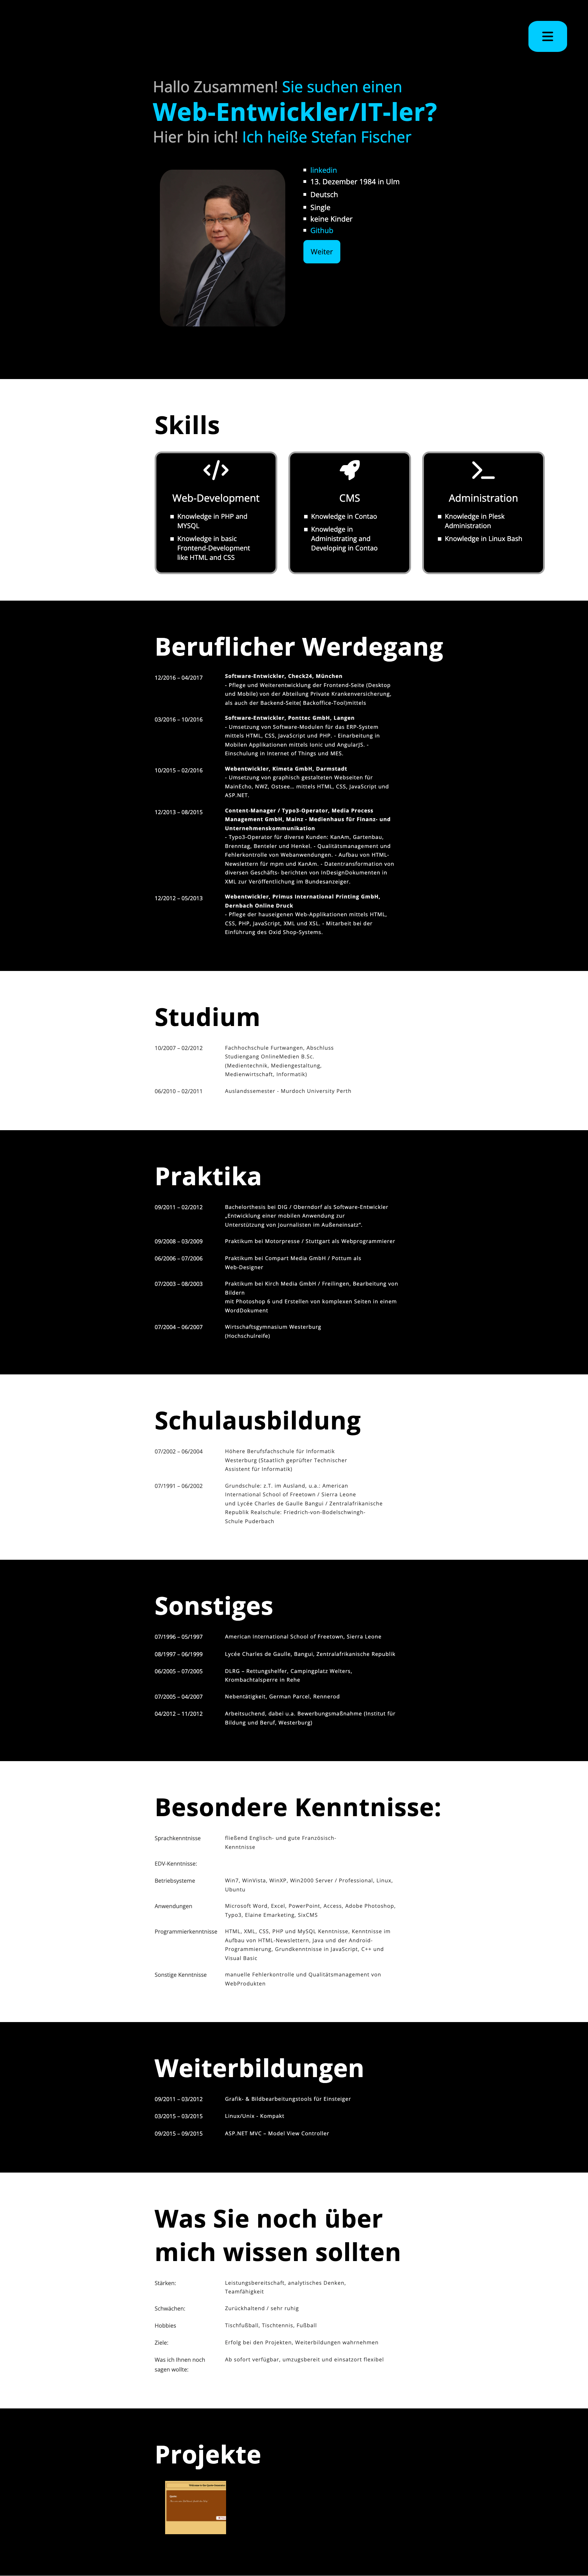 Hallo Zusammen! Sie suchen einen
Web-Entwickler/IT-ler?
Hier bin ich! Ich heiße Stefan Fischer
linkedin
13. Dezember 1984 in Ulm
Deutsch
Single
keine Kinder
Github
Weiter
Skills
Web-Development
Knowledge in PHP and
MYSQL
Knowledge in basic
Frontend-Development
like HTML and CSS
CMS
Knowledge in Contao
Knowledge in
Administrating and
Developing in Contao
Administration
Knowledge in Plesk
Administration
Knowledge in Linux Bash
Beruflicher Werdegang
12/2016 – 04/2017
Software-Entwickler, Check24, München
- Pflege und Weiterentwicklung der Frontend-Seite (Desktop
und Mobile) von der Abteilung Private Krankenversicherung,
als auch der Backend-Seite( Backoffice-Tool)mittels
03/2016 – 10/2016
Software-Entwickler, Ponttec GmbH, Langen
- Umsetzung von Software-Modulen für das ERP-System
mittels HTML, CSS, JavaScript und PHP. - Einarbeitung in
Mobilen Applikationen mittels Ionic und AngularJS. -
Einschulung in Internet of Things und MES.
10/2015 – 02/2016
Webentwickler, Kimeta GmbH, Darmstadt
- Umsetzung von graphisch gestalteten Webseiten für
MainEcho, NWZ, Ostsee... mittels HTML, CSS, JavaScript und
ASP.NET.
12/2013 – 08/2015
Content-Manager / Typo3-Operator, Media Process
Management GmbH, Mainz - Medienhaus für Finanz- und
Unternehmenskommunikation
- Typo3-Operator für diverse Kunden: KanAm, Gartenbau,
Brenntag, Benteler und Henkel. - Qualitätsmanagement und
Fehlerkontrolle von Webanwendungen. - Aufbau von HTML-
Newslettern für mpm und KanAm. - Datentransformation von
diversen Geschäfts- berichten von InDesignDokumenten in
XML zur Veröffentlichung im Bundesanzeiger.
12/2012 – 05/2013
Webentwickler, Primus International Printing GmbH,
Dernbach Online Druck
- Pflege der hauseigenen Web-Applikationen mittels HTML,
CSS, PHP, JavaScript, XML und XSL. - Mitarbeit bei der
Einführung des Oxid Shop-Systems.
Studium
10/2007 – 02/2012
Fachhochschule Furtwangen, Abschluss
Studiengang OnlineMedien B.Sc.
(Medientechnik, Mediengestaltung,
Medienwirtschaft, Informatik)
06/2010 – 02/2011
Auslandssemester - Murdoch University Perth
Praktika
09/2011 – 02/2012
Bachelorthesis bei DIG / Oberndorf als Software-Entwickler
„Entwicklung einer mobilen Anwendung zur
Unterstützung von Journalisten im Außeneinsatz“.
09/2008 – 03/2009
Praktikum bei Motorpresse / Stuttgart als Webprogrammierer
06/2006 – 07/2006
Praktikum bei Compart Media GmbH / Pottum als
Web-Designer
07/2003 – 08/2003
Praktikum bei Kirch Media GmbH / Freilingen, Bearbeitung von
Bildern
mit Photoshop 6 und Erstellen von komplexen Seiten in einem
WordDokument
07/2004 – 06/2007
Wirtschaftsgymnasium Westerburg
(Hochschulreife)
Schulausbildung
07/2002 – 06/2004
Höhere Berufsfachschule für Informatik
Westerburg (Staatlich geprüfter Technischer
Assistent für Informatik)
07/1991 – 06/2002
Grundschule: z.T. im Ausland, u.a.: American
International School of Freetown / Sierra Leone
und Lycée Charles de Gaulle Bangui / Zentralafrikanische
Republik Realschule: Friedrich-von-Bodelschwingh-
Schule Puderbach
Sonstiges
07/1996 – 05/1997
American International School of Freetown, Sierra Leone
08/1997 – 06/1999
Lycée Charles de Gaulle, Bangui, Zentralafrikanische Republik
06/2005 – 07/2005
DLRG – Rettungshelfer, Campingplatz Welters,
Krombachtalsperre in Rehe
07/2005 – 04/2007
Nebentätigkeit, German Parcel, Rennerod
04/2012 – 11/2012
Arbeitsuchend, dabei u.a. Bewerbungsmaßnahme (Institut für
Bildung und Beruf, Westerburg)
Besondere Kenntnisse:
Sprachkenntnisse
fließend Englisch- und gute Französisch-
Kenntnisse
EDV-Kenntnisse:
Betriebsysteme
Win7, WinVista, WinXP, Win2000 Server / Professional, Linux,
Ubuntu
Anwendungen
Microsoft Word, Excel, PowerPoint, Access, Adobe Photoshop,
Typo3, Elaine Emarketing, SixCMS
Programmierkenntnisse
HTML, XML, CSS, PHP und MySQL Kenntnisse, Kenntnisse im
Aufbau von HTML-Newslettern, Java und der Android-
Programmierung, Grundkenntnisse in JavaScript, C++ und
Visual Basic
Sonstige Kenntnisse
manuelle Fehlerkontrolle und Qualitätsmanagement von
WebProdukten
Weiterbildungen
09/2011 – 03/2012
Grafik- & Bildbearbeitungstools für Einsteiger
03/2015 – 03/2015
Linux/Unix - Kompakt
09/2015 – 09/2015
ASP.NET MVC – Model View Controller
Was Sie noch über
mich wissen sollten
Stärken:
Leistungsbereitschaft, analytisches Denken,
Teamfähigkeit
Schwächen:
Zurückhaltend / sehr ruhig
Hobbies
Tischfußball, Tischtennis, Fußball
Ziele:
Erfolg bei den Projekten, Weiterbildungen wahrnehmen
Was ich Ihnen noch
sagen wollte:
Ab sofort verfügbar, umzugsbereit und einsatzort flexibel
Projekte